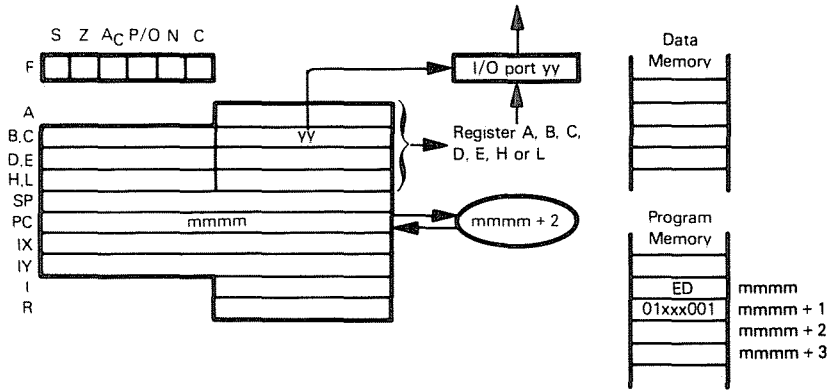 S Z AC P/O N C
F
I/O port yy
Data
Memory
A
B,C
yy
Register A, B, C,
D, E, H or L
D,E
H,L
SP
PC
mmmm
mmmm + 2
IX
IY
I
R
Program
Memory
ED
mmmm
01xxx001
mmmm + 1
mmmm + 2
mmmm + 3